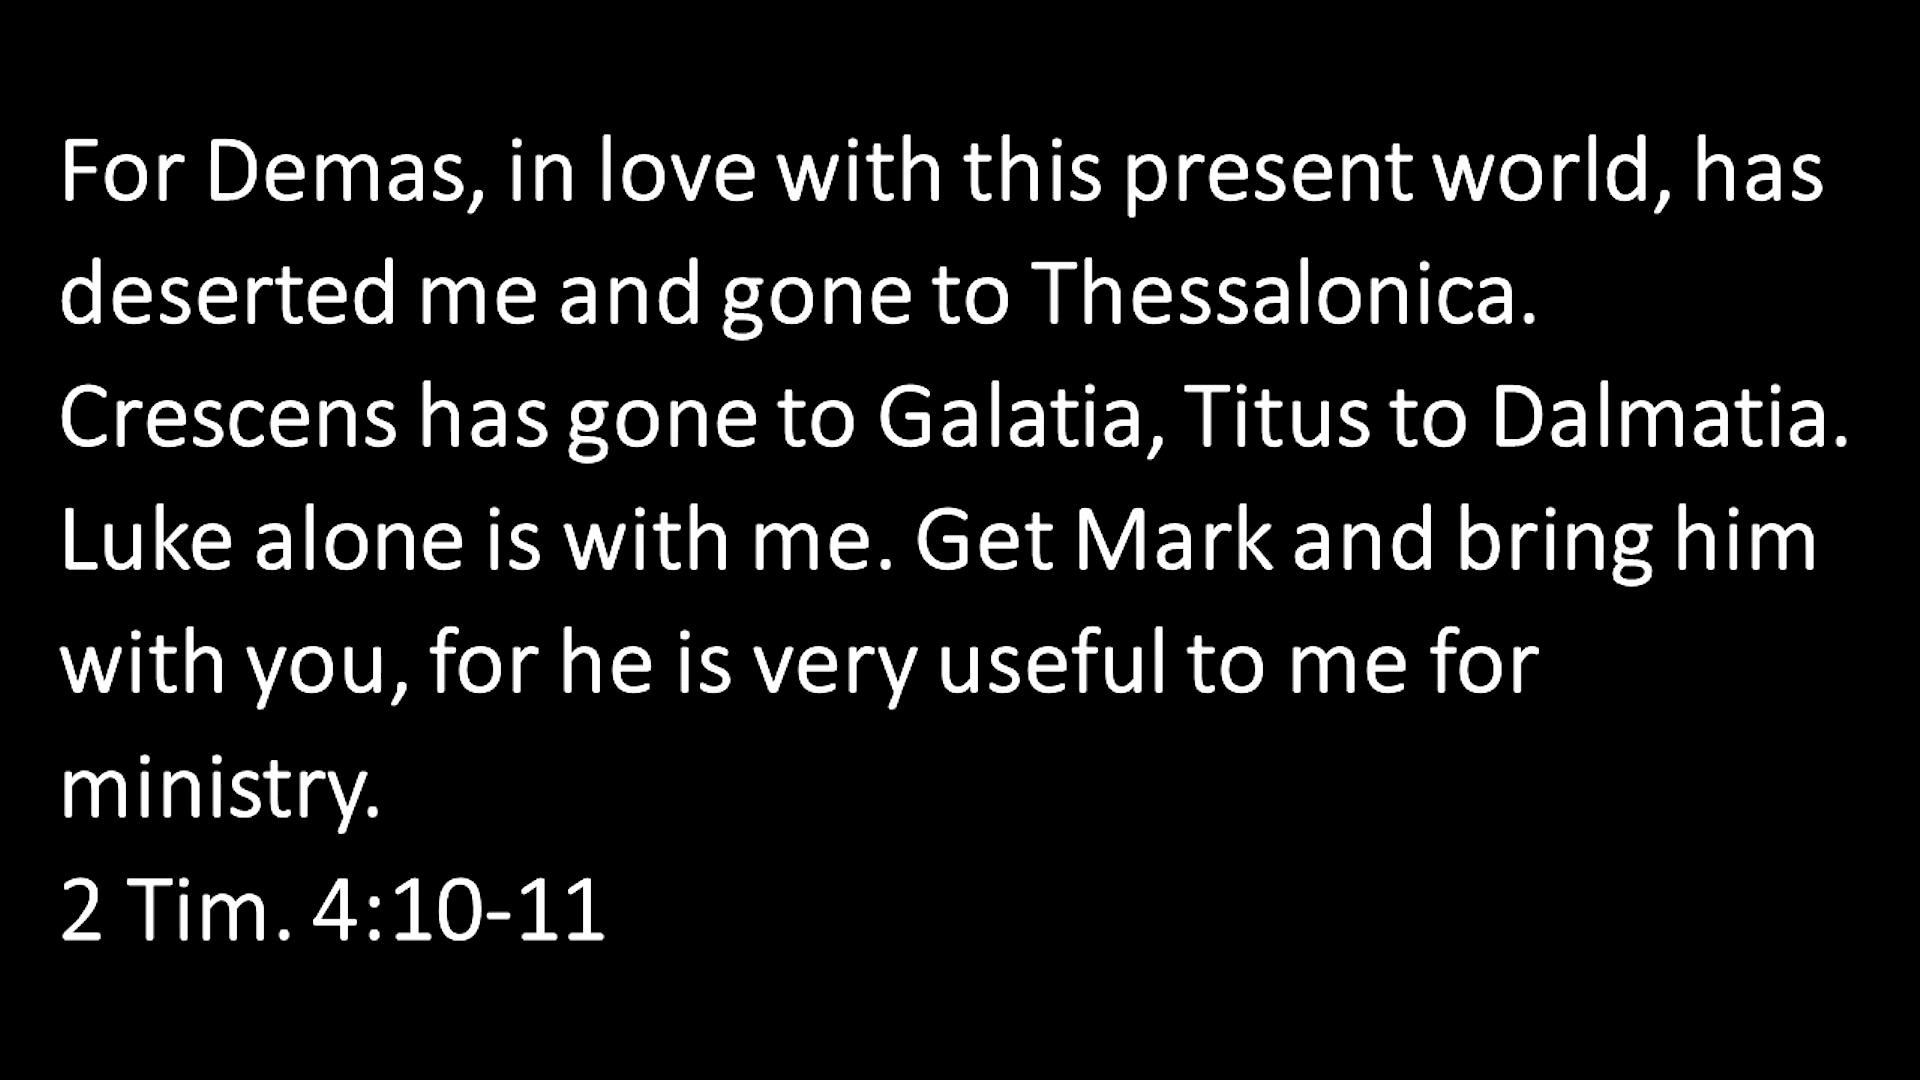 For Demas, in love with this present world, has
deserted me and gone to Thessalonica.
Crescens has gone to Galatia, Titus to Dalmatia.
Luke alone is with me. Get Mark and bring him
with you, for he is very useful to me for
ministry.
2 Tim. 4:10-11